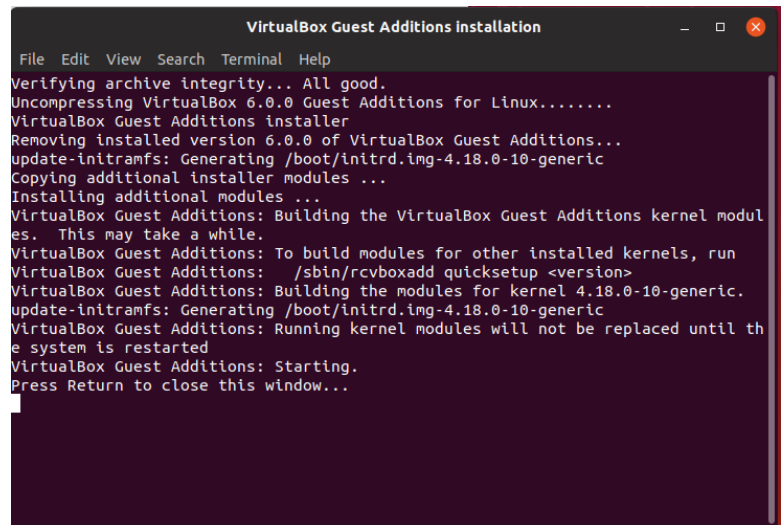 VirtualBox Guest Additions installation
File Edit View Search Terminal Help
Verifying archive integrity... All good.
Uncompressing VirtualBox 6.0.0 Guest Additions for Linux........
VirtualBox Guest Additions installer
Removing installed version 6.0.0 of VirtualBox Guest Additions...
update-initramfs: Generating /boot/initrd.img-4.18.0-10-generic
Copying additional installer modules ...
Installing additional modules ...
VirtualBox Guest Additions: Building the VirtualBox Guest Additions kernel modul
es.  This may take a while.
VirtualBox Guest Additions: To build modules for other installed kernels, run
VirtualBox Guest Additions:   /sbin/rcvboxadd quicksetup <version>
VirtualBox Guest Additions: Building the modules for kernel 4.18.0-10-generic.
update-initramfs: Generating /boot/initrd.img-4.18.0-10-generic
VirtualBox Guest Additions: Running kernel modules will not be replaced until th
e system is restarted
VirtualBox Guest Additions: Starting.
Press Return to close this window...